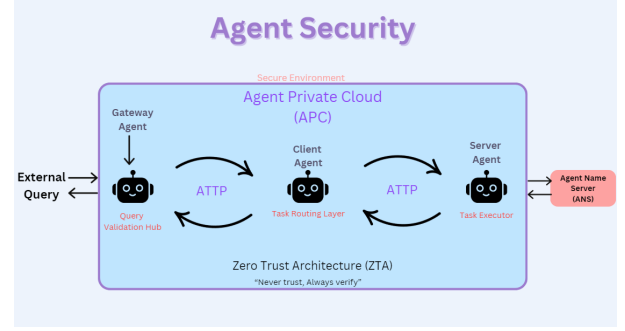 Agent Security
Secure Environment
Agent Private Cloud
(APC)
Gateway
Agent
Client
Agent
Server
Agent
External
Query
ATTP
ATTP
Agent Name
Server
(ANS)
Query
Validation Hub
Task Routing Layer
Task Executor
Zero Trust Architecture (ZTA)
“Never trust, Always verify”